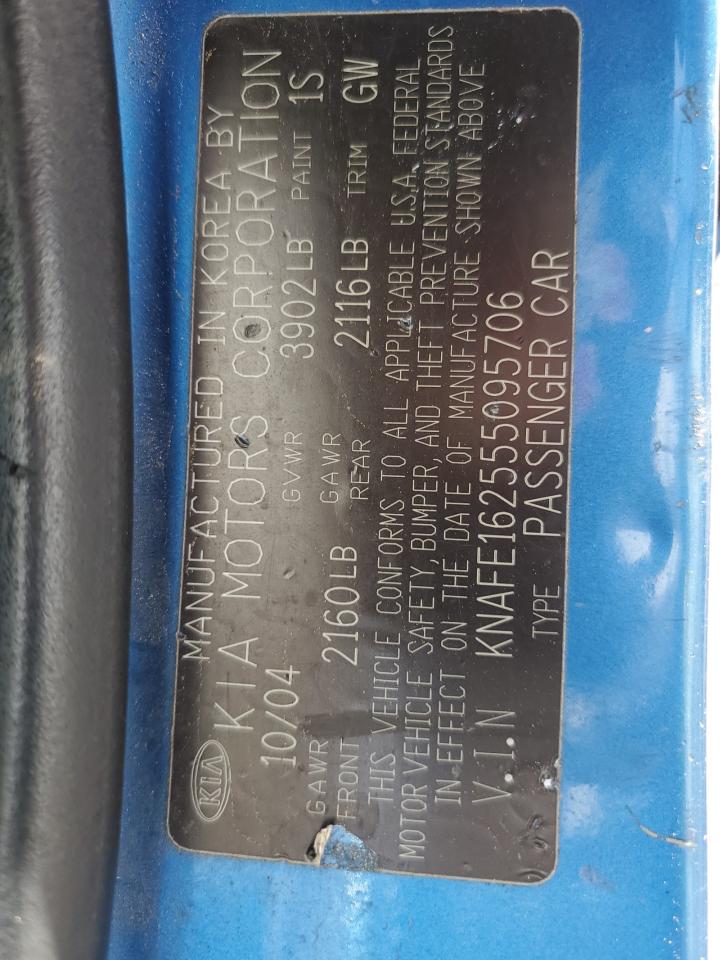 MANUFACTURED IN KOREA BY
KIA KIA MOTORS CORPORATION
10/04 GVWR 3902LB PAINT 1S
GAWR FRONT 2160LB GAWR REAR 2116LB TRIM GW
THIS VEHICLE CONFORMS TO ALL APPLICABLE U.S.A. FEDERAL
MOTOR VEHICLE SAFETY, BUMPER, AND THEFT PREVENTION STANDARDS
IN EFFECT ON THE DATE OF MANUFACTURE SHOWN ABOVE
V.I.N KNAFE162555095706
TYPE PASSENGER CAR